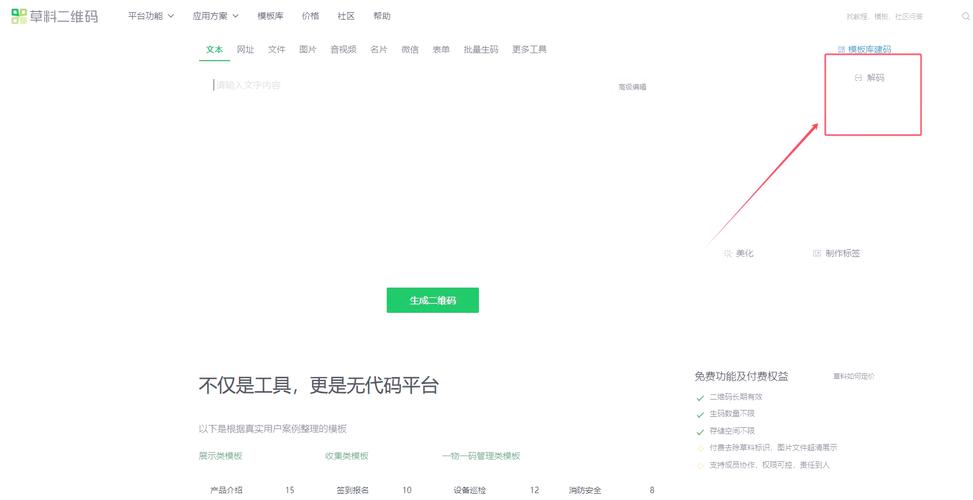 草料二维码 平台功能 应用方案 模板库 价格 社区 帮助 找教程、模板、社区问答
文本 网址 文件 图片 音视频 名片 微信 表单 批量生码 更多工具 模板库建码
请输入文字内容 高级编辑 解码
美化 制作标签
生成二维码
不仅是工具，更是无代码平台 免费功能及付费权益 草料如何定价
二维码长期有效
生码数量不限
以下是根据真实用户案例整理的模板 存储空间不限
付费去除草料标识、图片文件超清展示
展示类模板 收集类模板 一物一码管理类模板
支持成员协作，权限可控，责任到人
产品介绍 15 签到报名 10 设备巡检 12 消防安全 8